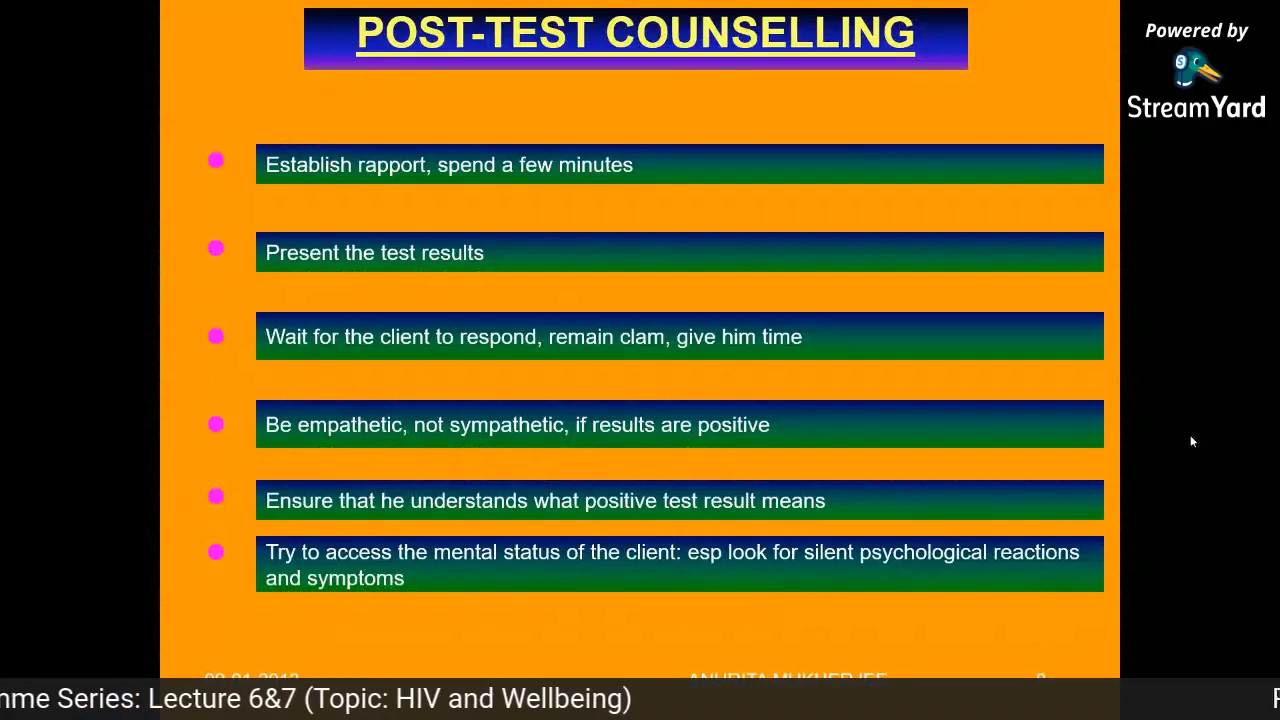 POST-TEST COUNSELLING
Powered by
StreamYard
Establish rapport, spend a few minutes
Present the test results
Wait for the client to respond, remain clam, give him time
Be empathetic, not sympathetic, if results are positive
Ensure that he understands what positive test result means
Try to access the mental status of the client: esp look for silent psychological reactions
and symptoms
ANURITA MUKHERJEE
mme Series: Lecture 6&7 (Topic: HIV and Wellbeing)